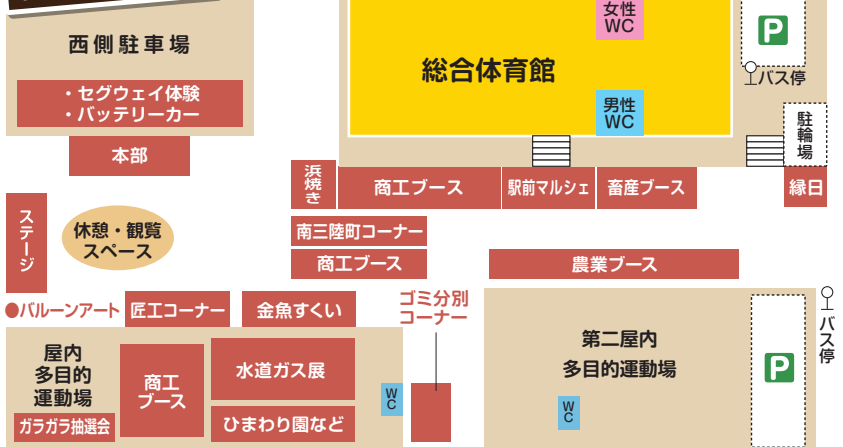 西側駐車場
・セグウェイ体験
・バッテリーカー
本部
総合体育館
女性
WC
男性
WC
P
バス停
駐輪場
浜焼き
商工ブース
駅前マルシェ
畜産ブース
縁日
ステージ
休憩・観覧
スペース
南三陸町コーナー
商工ブース
農業ブース
●バルーンアート
匠工コーナー
金魚すくい
ゴミ分別
コーナー
屋内
多目的
運動場
ガラガラ抽選会
商工
ブース
水道ガス展
ひまわり園など
WC
第二屋内
多目的運動場
WC
P
バス停